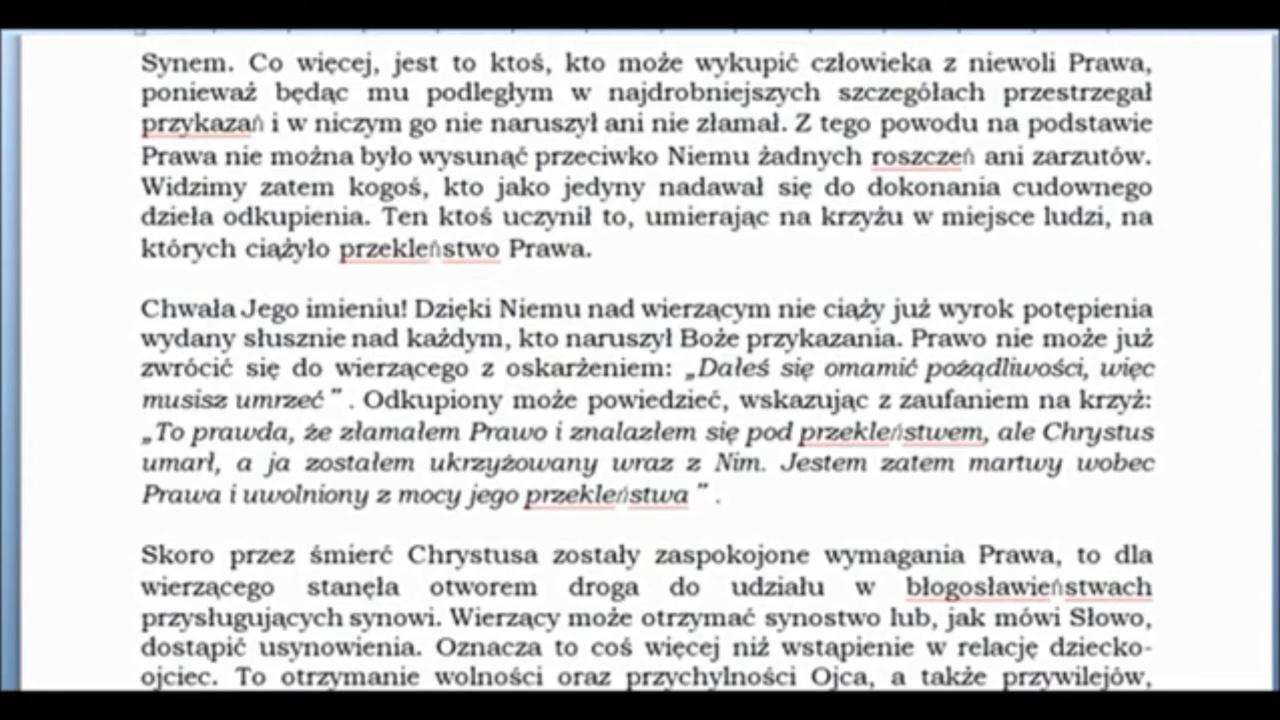 Synem. Co więcej, jest to ktoś, kto może wykupić człowieka z niewoli Prawa,
ponieważ będąc mu podległym w najdrobniejszych szczegółach przestrzegał
przykazań i w niczym go nie naruszył ani nie złamał. Z tego powodu na podstawie
Prawa nie można było wysunąć przeciwko Niemu żadnych roszczeń ani zarzutów.
Widzimy zatem kogoś, kto jako jedyny nadawał się do dokonania cudownego
dzieła odkupienia. Ten ktoś uczynił to, umierając na krzyżu w miejsce ludzi, na
których ciążyło przekleństwo Prawa.
Chwała Jego imieniu! Dzięki Niemu nad wierzącym nie ciąży już wyrok potępienia
wydany słusznie nad każdym, kto naruszył Boże przykazania. Prawo nie może już
zwrócić się do wierzącego z oskarżeniem: „Dałeś się omamić pożądliwości, więc
musisz umrzeć ” . Odkupiony może powiedzieć, wskazując z zaufaniem na krzyż:
„To prawda, że złamałem Prawo i znalazłem się pod przekleństwem, ale Chrystus
umarł, a ja zostałem ukrzyżowany wraz z Nim. Jestem zatem martwy wobec
Prawa i uwolniony z mocy jego przekleństwa ” .
Skoro przez śmierć Chrystusa zostały zaspokojone wymagania Prawa, to dla
wierzącego stanęła otworem droga do udziału w błogosławieństwach
przysługujących synowi. Wierzący może otrzymać synostwo lub, jak mówi Słowo,
dostąpić usynowienia. Oznacza to coś więcej niż wstąpienie w relację dziecko-
ojciec. To otrzymanie wolności oraz przychylności Ojca, a także przywilejów,